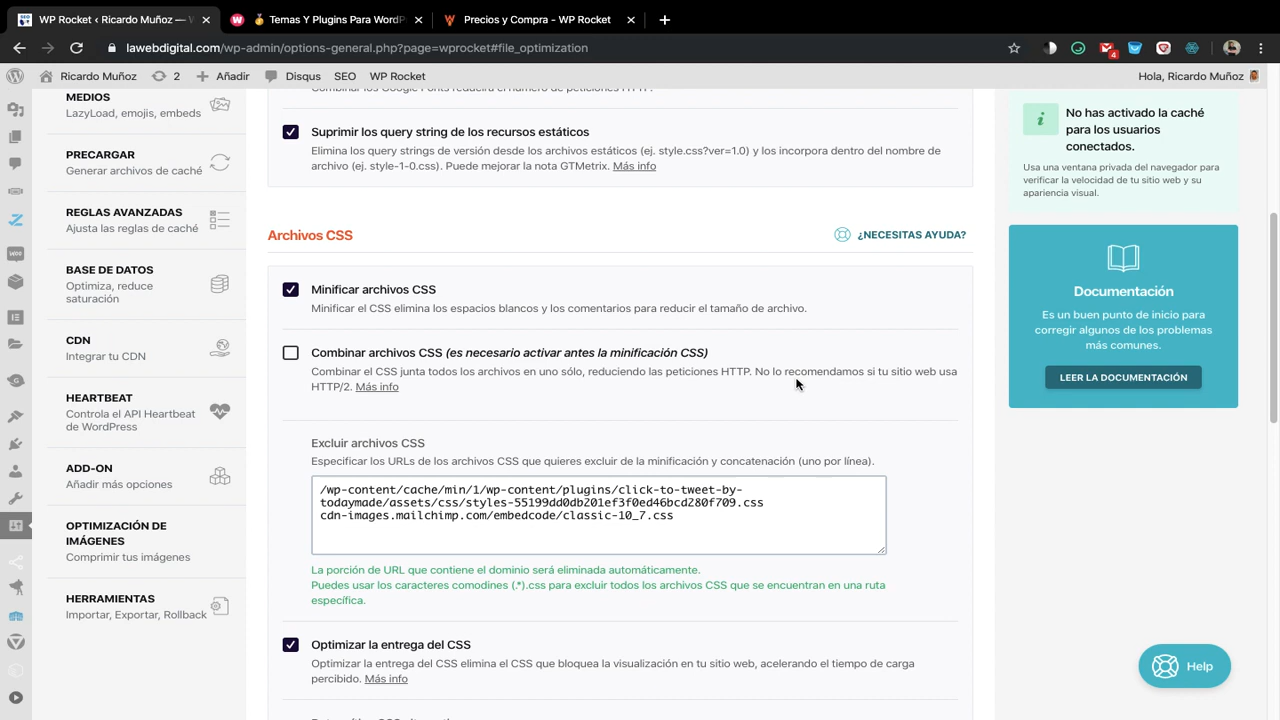 WP Rocket ‹ Ricardo Muñoz — W
Temas Y Plugins Para WordP
Precios y Compra - WP Rocket
lawebdigital.com/wp-admin/options-general.php?page=wprocket#file_optimization
4
Ricardo Muñoz
2
Añadir
Disqus
SEO
WP Rocket
Hola, Ricardo Muñoz
MEDIOS
LazyLoad, emojis, embeds
PRECARGAR
Generar archivos de caché
REGLAS AVANZADAS
Ajusta las reglas de caché
BASE DE DATOS
Optimiza, reduce
saturación
CDN
Integrar tu CDN
HEARTBEAT
Controla el API Heartbeat
de WordPress
ADD-ON
Añadir más opciones
OPTIMIZACIÓN DE
IMÁGENES
Comprimir tus imágenes
HERRAMIENTAS
Importar, Exportar, Rollback
Combinar los Google Fonts reducirá el número de peticiones HTTP.
Suprimir los query string de los recursos estáticos
Elimina los query strings de versión desde los archivos estáticos (ej. style.css?ver=1.0) y los incorpora dentro del nombre de
archivo (ej. style-1-0.css). Puede mejorar la nota GTMetrix. Más info
Archivos CSS
¿NECESITAS AYUDA?
Minificar archivos CSS
Minificar el CSS elimina los espacios blancos y los comentarios para reducir el tamaño de archivo.
Combinar archivos CSS (es necesario activar antes la minificación CSS)
Combinar el CSS junta todos los archivos en uno sólo, reduciendo las peticiones HTTP. No lo recomendamos si tu sitio web usa
HTTP/2. Más info
Excluir archivos CSS
Especificar los URLs de los archivos CSS que quieres excluir de la minificación y concatenación (uno por línea).
/wp-content/cache/min/1/wp-content/plugins/click-to-tweet-by-
todaymade/assets/css/styles-55199dd0db201ef3f0ed46bcd280f709.css
cdn-images.mailchimp.com/embedcode/classic-10_7.css
La porción de URL que contiene el dominio será eliminada automáticamente.
Puedes usar los caracteres comodines (.*).css para excluir todos los archivos CSS que se encuentran en una ruta
específica.
Optimizar la entrega del CSS
Optimizar la entrega del CSS elimina el CSS que bloquea la visualización en tu sitio web, acelerando el tiempo de carga
percibido. Más info
No has activado la caché
para los usuarios
conectados.
Usa una ventana privada del navegador para
verificar la velocidad de tu sitio web y su
apariencia visual.
Documentación
Es un buen punto de inicio para
corregir algunos de los problemas
más comunes.
LEER LA DOCUMENTACIÓN
Help